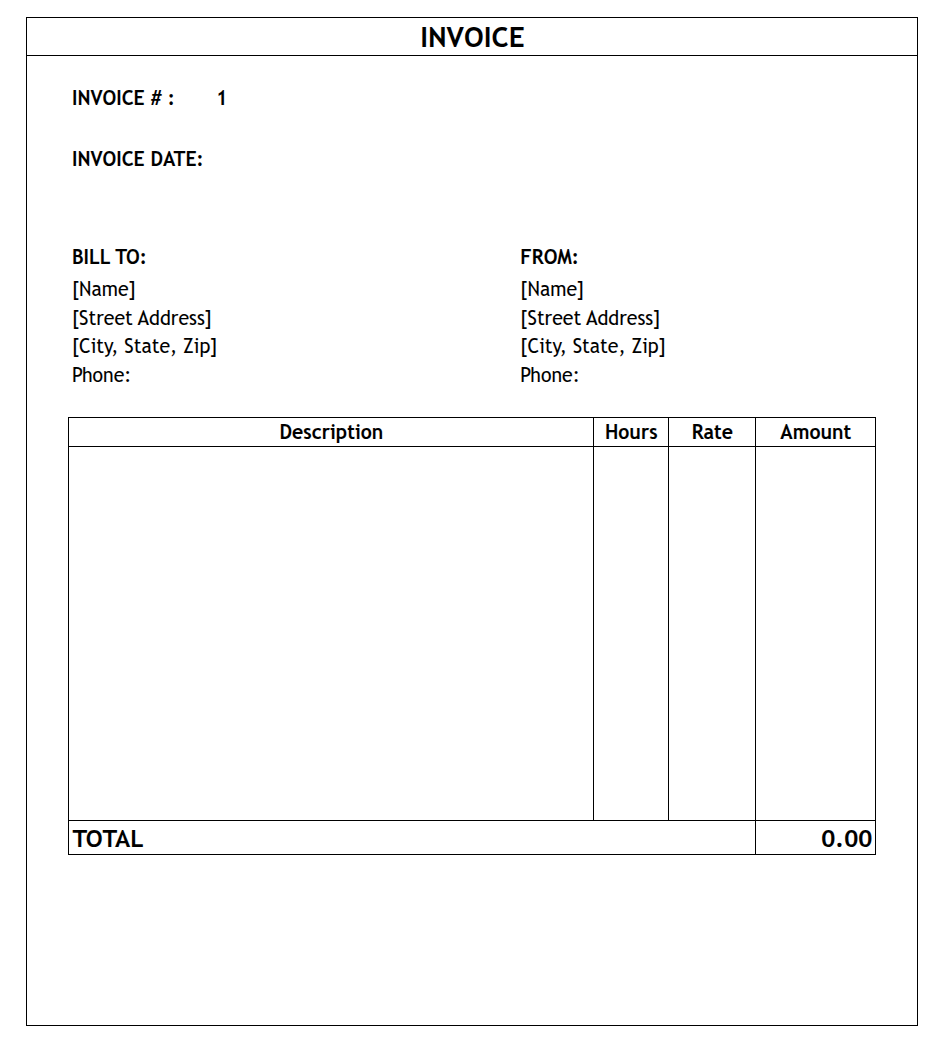 INVOICE
INVOICE # : 1
INVOICE DATE:
BILL TO: FROM:
[Name] [Name]
[Street Address] [Street Address]
[City, State, Zip] [City, State, Zip]
Phone: Phone:
Description Hours Rate Amount
TOTAL 0.00